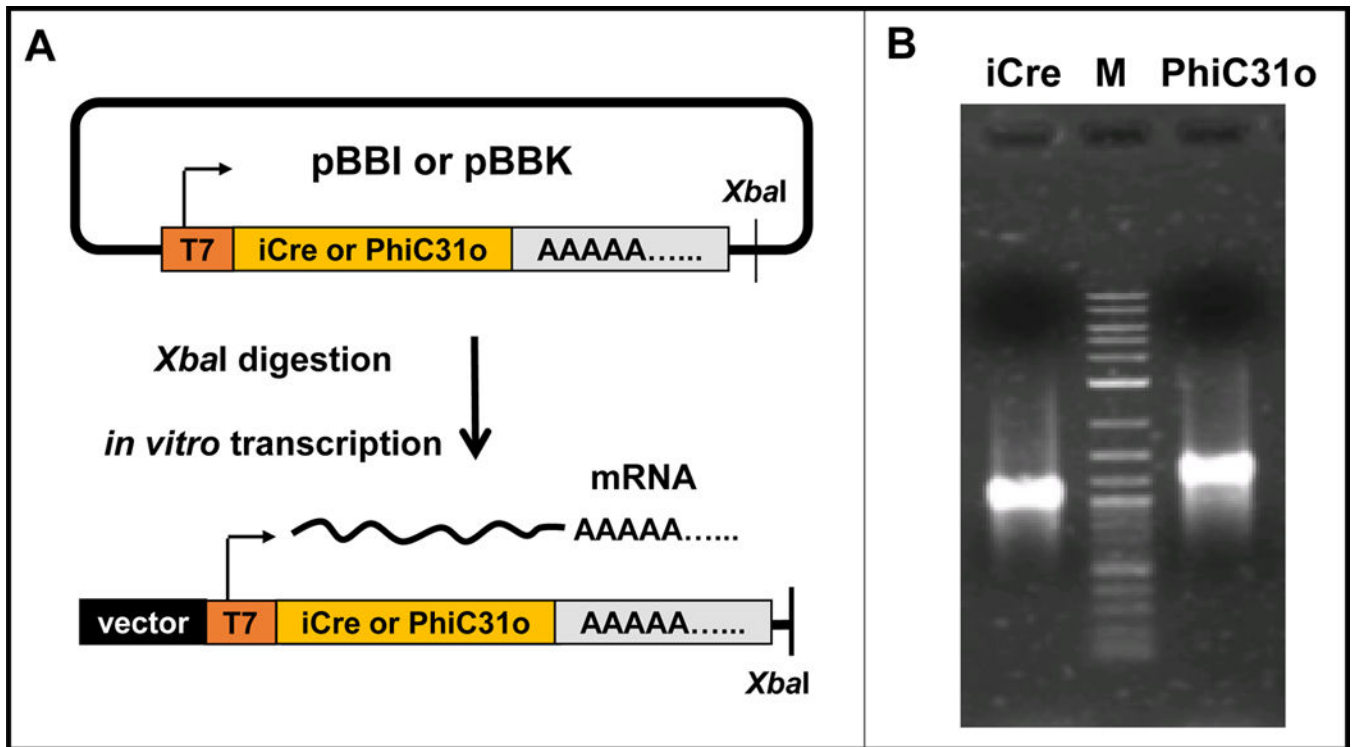 A
pBBI or pBBK
XbaI
T7 iCre or PhiC31o AAAAA…...
XbaI digestion
in vitro transcription
mRNA
AAAAA…...
vector T7 iCre or PhiC31o AAAAA…...
XbaI
B
iCre M PhiC31o